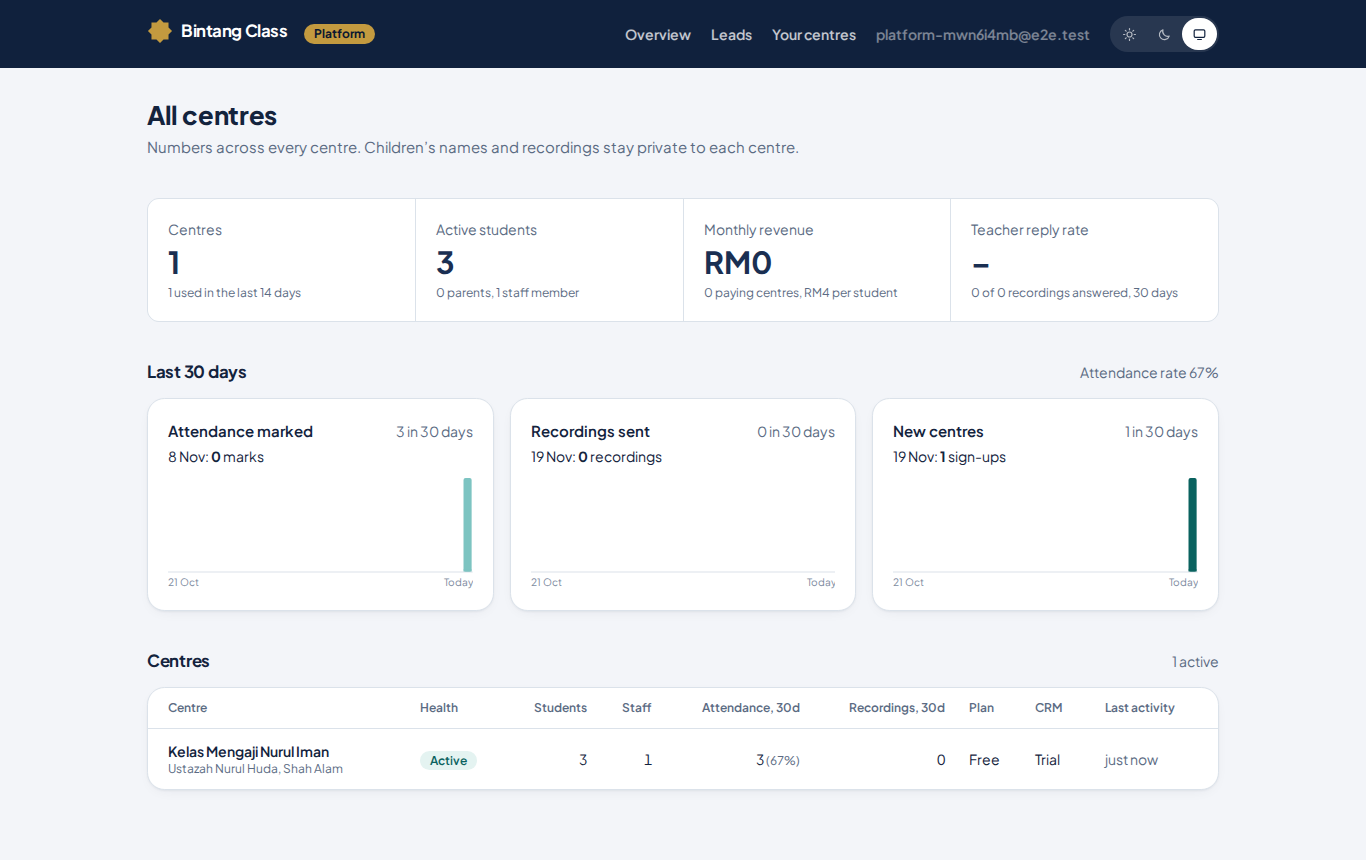 Bintang Class Platform Overview Leads Your centres platform-mwn6i4mb@e2e.test
All centres
Numbers across every centre. Children's names and recordings stay private to each centre.
Centres Active students Monthly revenue Teacher reply rate
1 3 RM0 –
1 used in the last 14 days 0 parents, 1 staff member 0 paying centres, RM4 per student 0 of 0 recordings answered, 30 days
Last 30 days Attendance rate 67%
Attendance marked 3 in 30 days Recordings sent 0 in 30 days New centres 1 in 30 days
8 Nov: 0 marks 19 Nov: 0 recordings 19 Nov: 1 sign-ups
21 Oct Today 21 Oct Today 21 Oct Today
Centres 1 active
Centre Health Students Staff Attendance, 30d Recordings, 30d Plan CRM Last activity
Kelas Mengaji Nurul Iman Active 3 1 3 (67%) 0 Free Trial just now
Ustazah Nurul Huda, Shah Alam